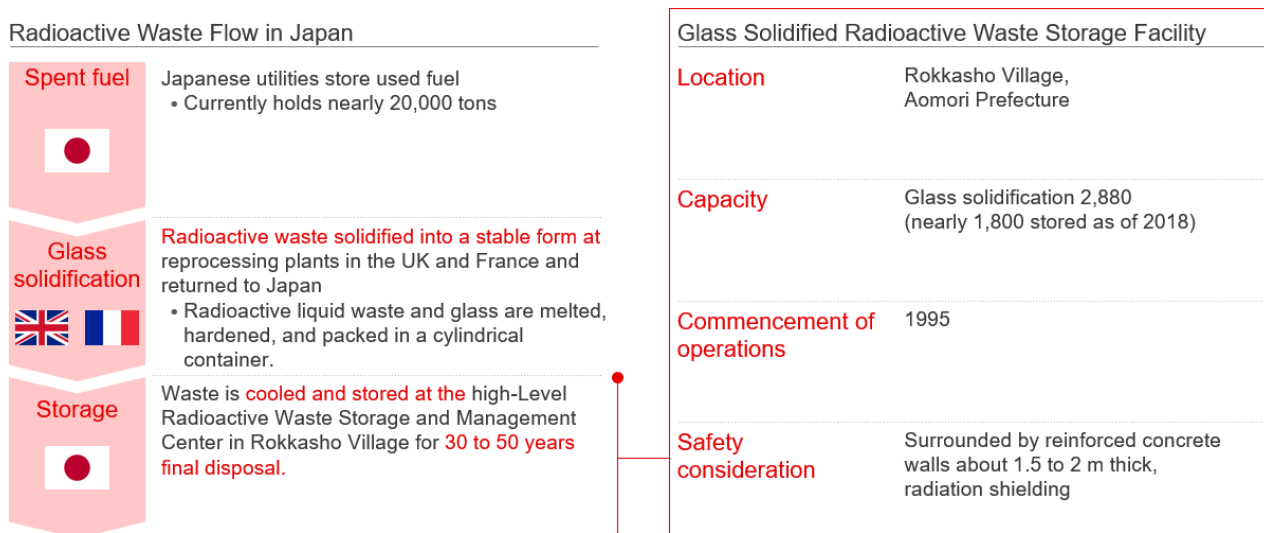 Radioactive Waste Flow in Japan
Spent fuel
Japanese utilities store used fuel
• Currently holds nearly 20,000 tons
Glass
solidification
Radioactive waste solidified into a stable form at
reprocessing plants in the UK and France and
returned to Japan
• Radioactive liquid waste and glass are melted,
hardened, and packed in a cylindrical
container.
Storage
Waste is cooled and stored at the high-Level
Radioactive Waste Storage and Management
Center in Rokkasho Village for 30 to 50 years
final disposal.
Glass Solidified Radioactive Waste Storage Facility
Location
Rokkasho Village,
Aomori Prefecture
Capacity
Glass solidification 2,880
(nearly 1,800 stored as of 2018)
Commencement of
operations
1995
Safety
consideration
Surrounded by reinforced concrete
walls about 1.5 to 2 m thick,
radiation shielding